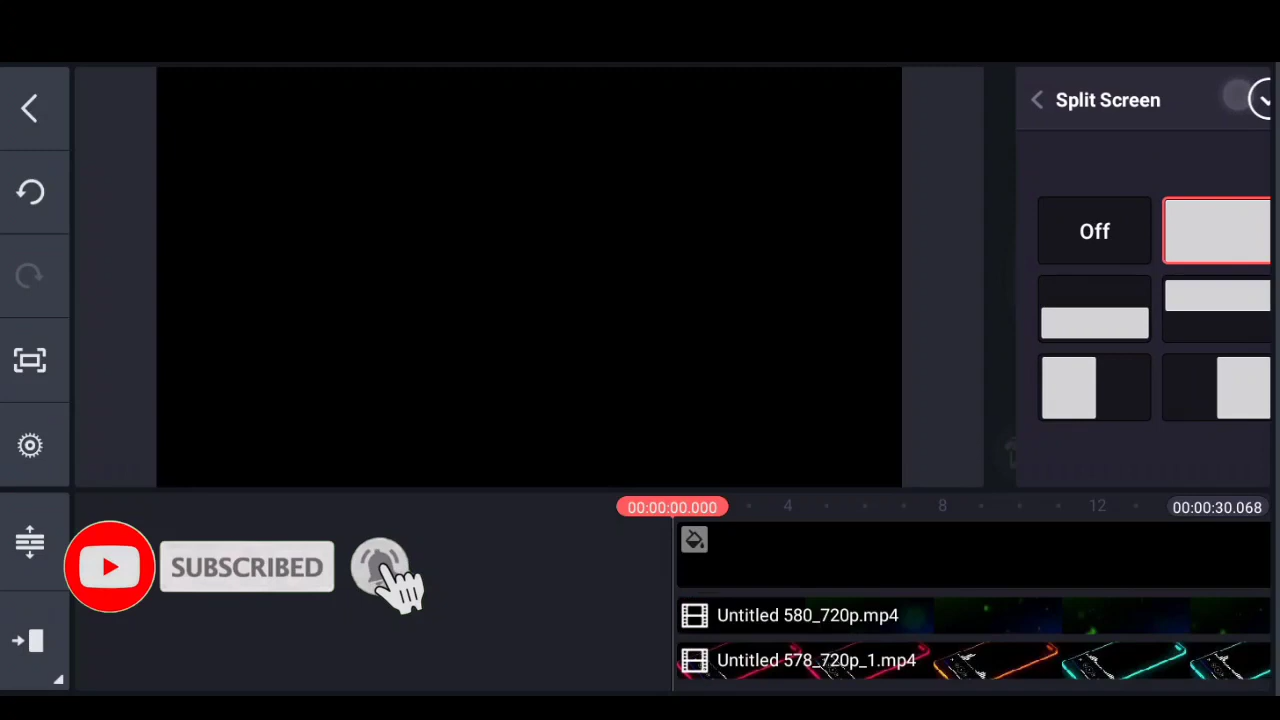 Split Screen
Off
00:00:00.000
4
8
12
00:00:30.068
SUBSCRIBED
Untitled 580_720p.mp4
Untitled 578_720p_1.mp4